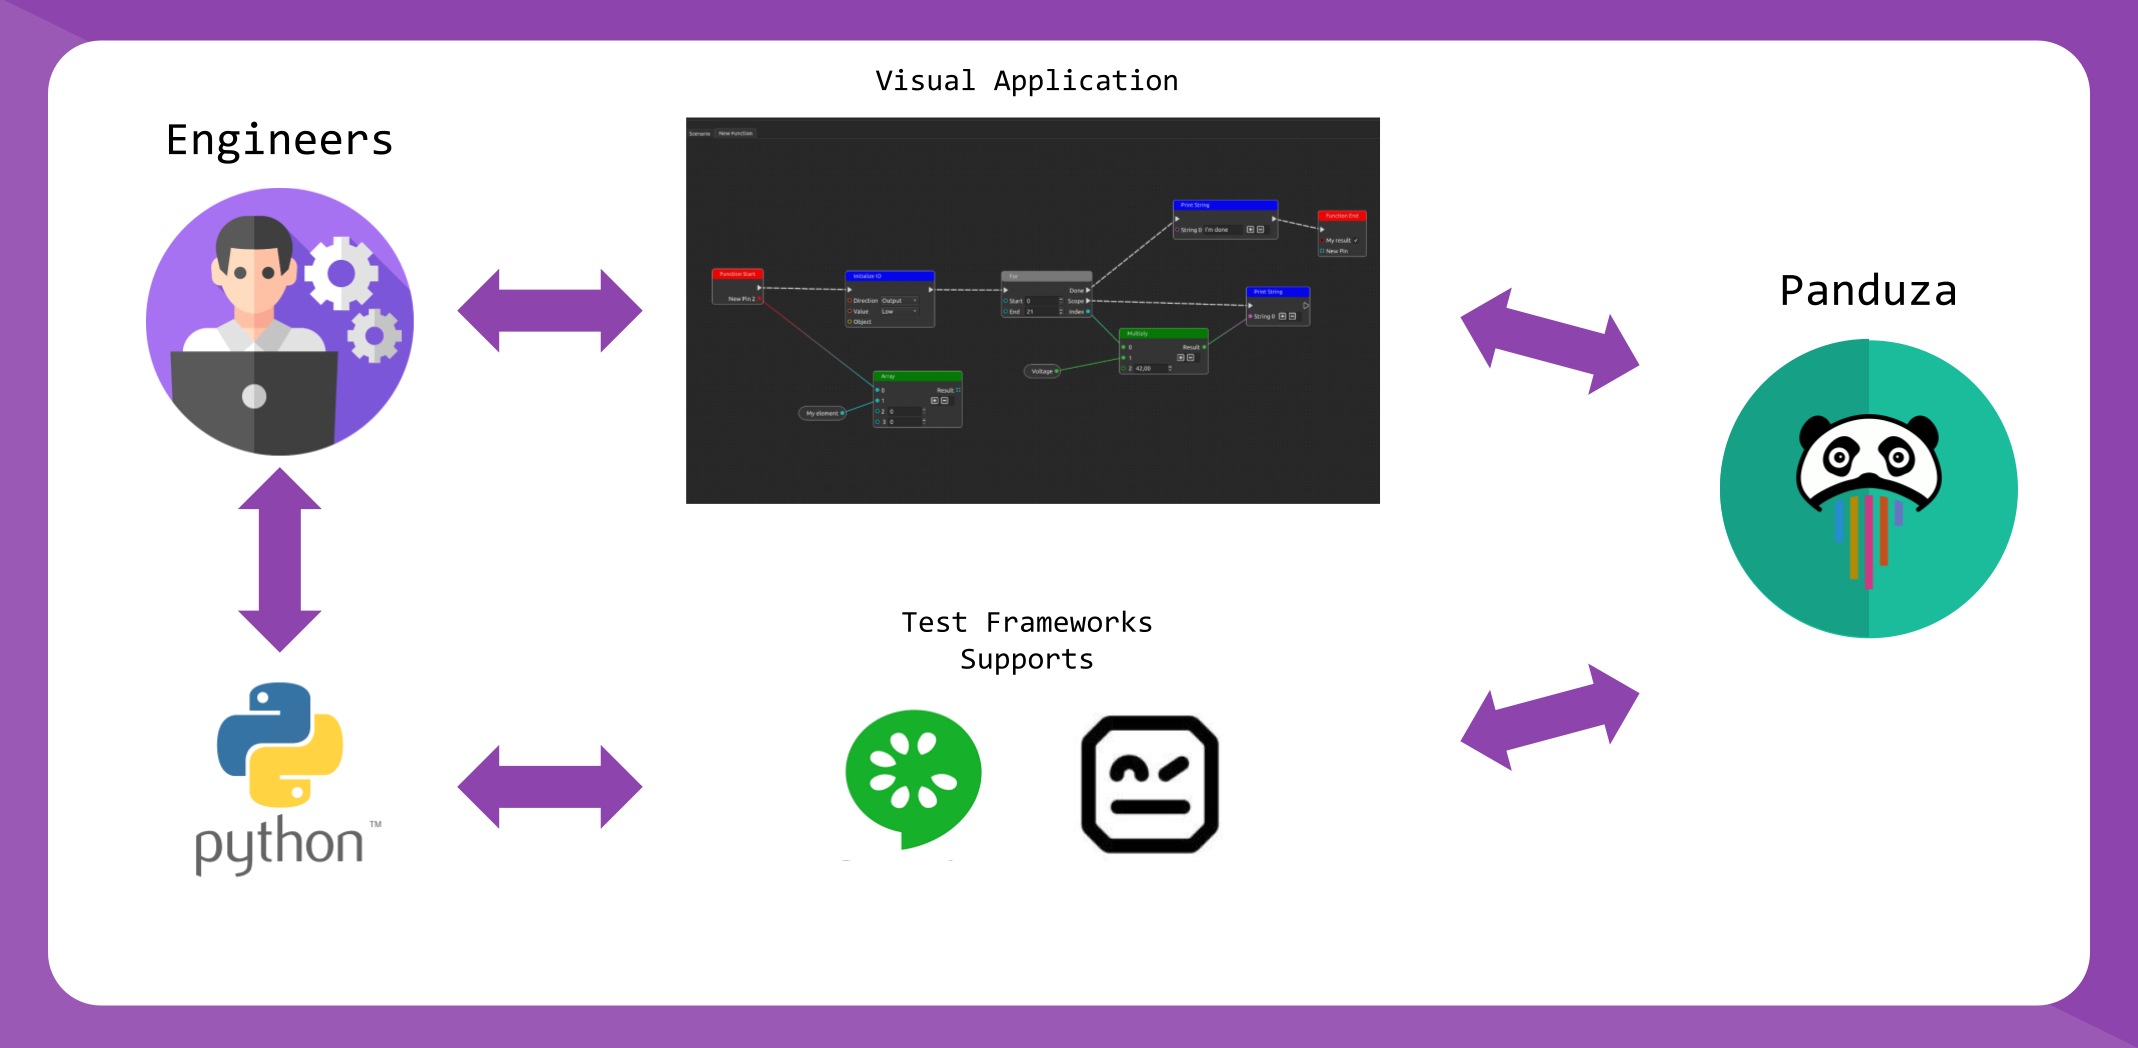 Visual Application
Engineers
Scenario New Function
Print String
String 0 I'm done
Function End
My result
New Pin
Function Start
New Pin 2
Initialize IO
Direction Output
Value Low
Object
For
Done
Start 0 Scope
End 21 Index
Print String
String 0
Multiply
0 Result
1
2 42,00
Voltage
Array
0 Result
1
2 0
3 0
My element
Panduza
Test Frameworks
Supports
python™